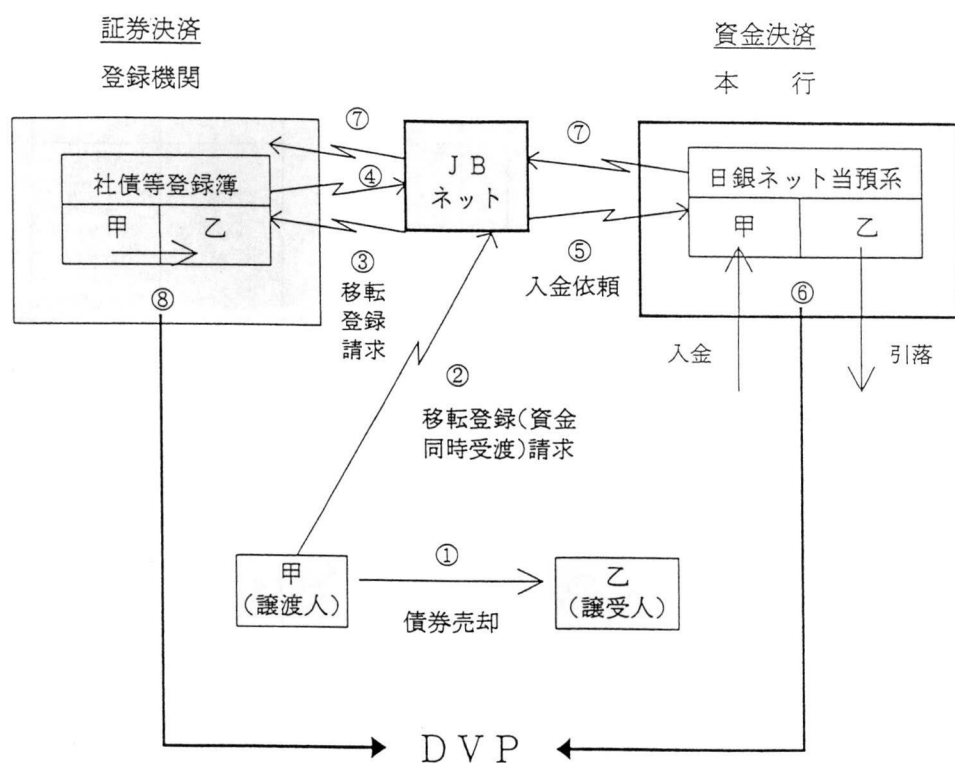 証券決済
登録機関
資金決済
本 行
⑦
⑦
JB
ネット
社債等登録簿
甲 乙
④
日銀ネット当預系
甲 乙
③
移転
登録
請求
⑤
入金依頼
⑧
⑥
入金
引落
②
移転登録(資金
同時受渡)請求
①
甲
(譲渡人)
乙
(譲受人)
債券売却
DVP